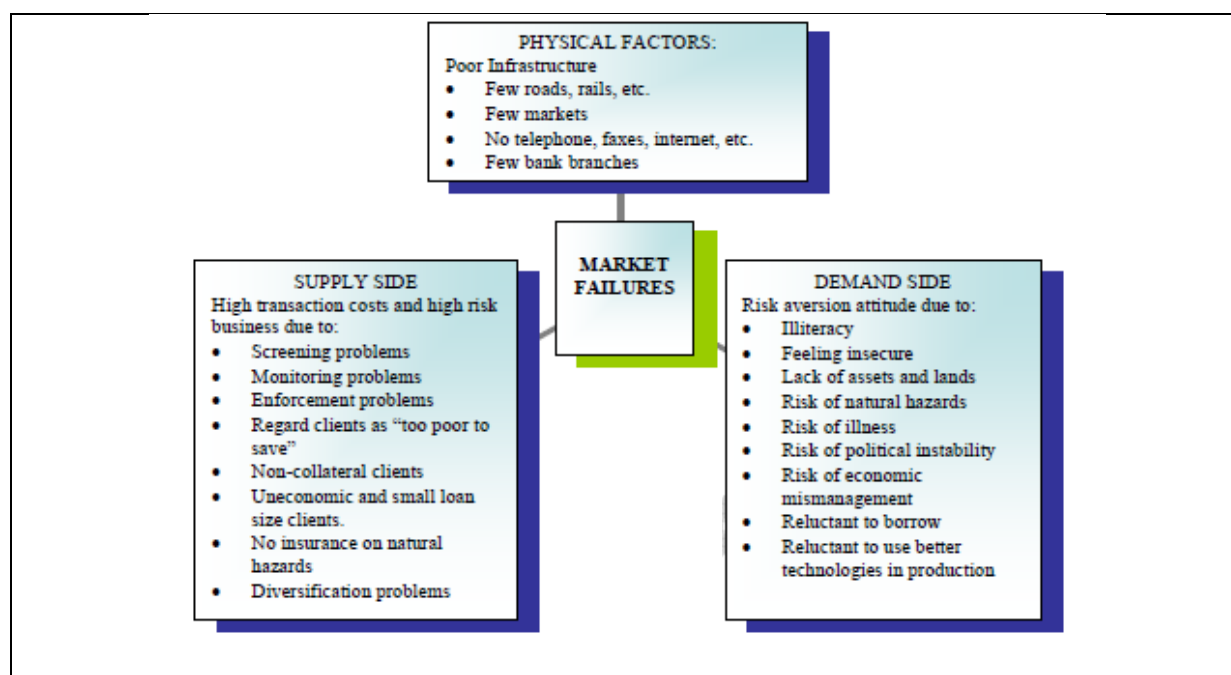 PHYSICAL FACTORS:
Poor Infrastructure
• Few roads, rails, etc.
• Few markets
• No telephone, faxes, internet, etc.
• Few bank branches
MARKET
FAILURES
SUPPLY SIDE
High transaction costs and high risk
business due to:
• Screening problems
• Monitoring problems
• Enforcement problems
• Regard clients as “too poor to
save”
• Non-collateral clients
• Uneconomic and small loan
size clients.
• No insurance on natural
hazards
• Diversification problems
DEMAND SIDE
Risk aversion attitude due to:
• Illiteracy
• Feeling insecure
• Lack of assets and lands
• Risk of natural hazards
• Risk of illness
• Risk of political instability
• Risk of economic
mismanagement
• Reluctant to borrow
• Reluctant to use better
technologies in production